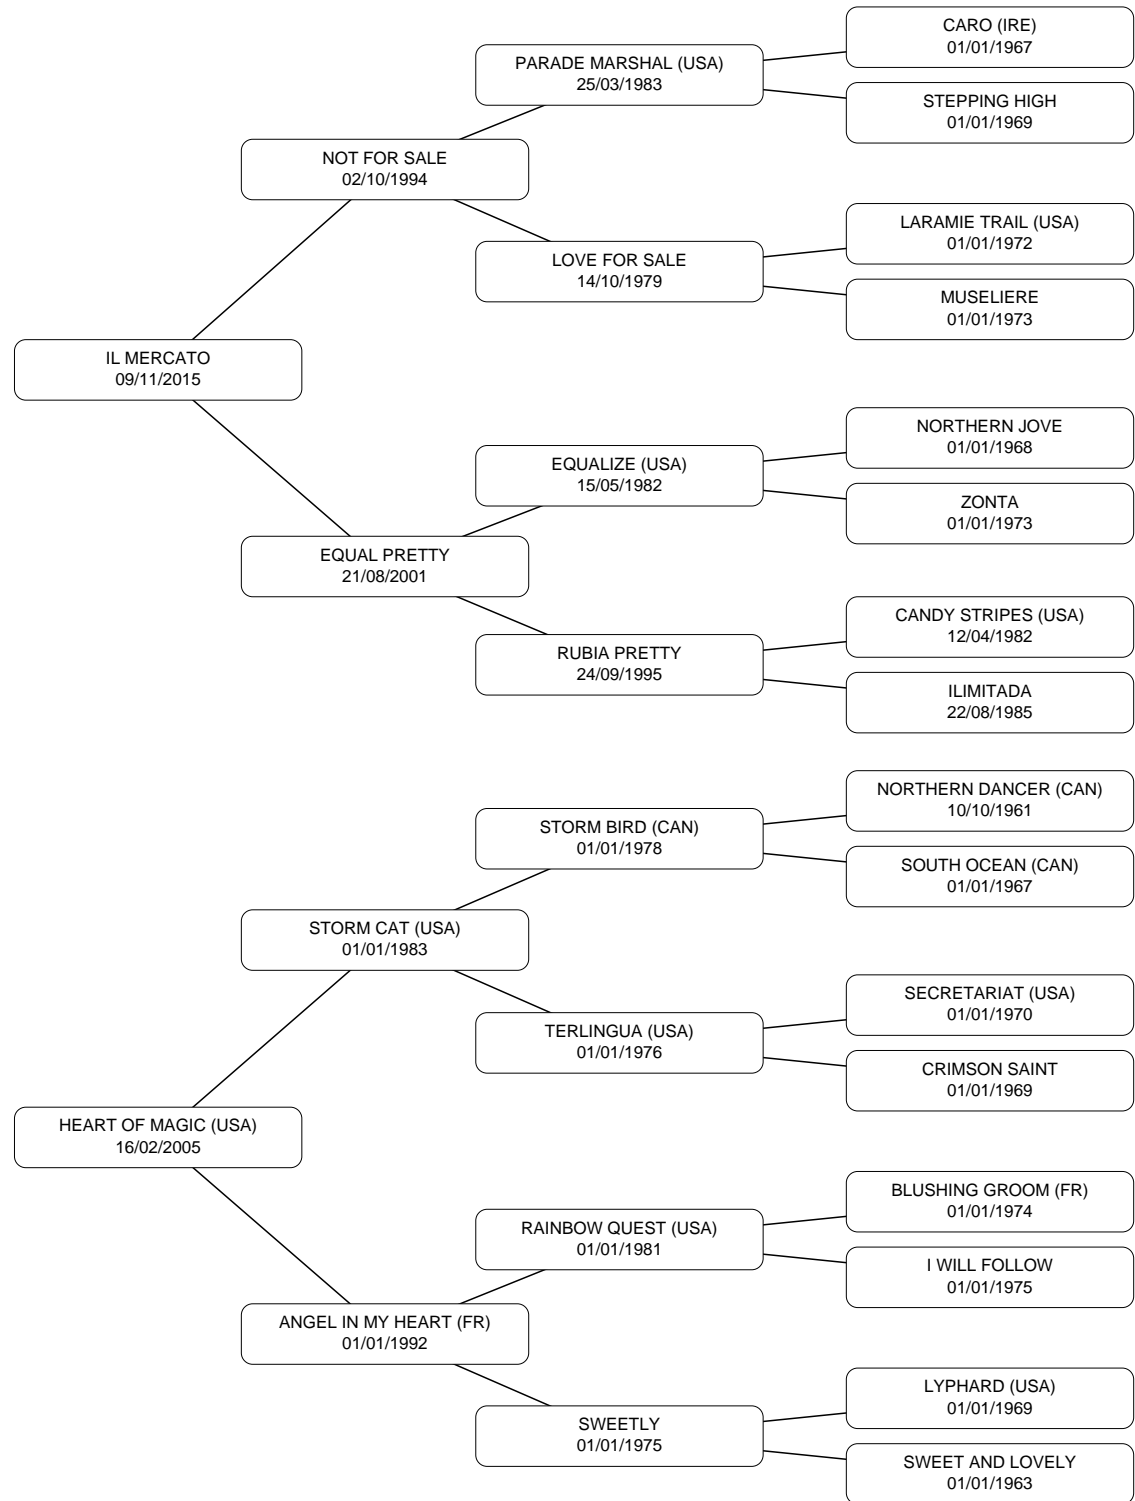 CARO (IRE)
01/01/1967
PARADE MARSHAL (USA)
25/03/1983
STEPPING HIGH
01/01/1969
NOT FOR SALE
02/10/1994
LARAMIE TRAIL (USA)
01/01/1972
LOVE FOR SALE
14/10/1979
MUSELIERE
01/01/1973
IL MERCATO
09/11/2015
NORTHERN JOVE
01/01/1968
EQUALIZE (USA)
15/05/1982
ZONTA
01/01/1973
EQUAL PRETTY
21/08/2001
CANDY STRIPES (USA)
12/04/1982
RUBIA PRETTY
24/09/1995
ILIMITADA
22/08/1985
NORTHERN DANCER (CAN)
10/10/1961
STORM BIRD (CAN)
01/01/1978
SOUTH OCEAN (CAN)
01/01/1967
STORM CAT (USA)
01/01/1983
SECRETARIAT (USA)
01/01/1970
TERLINGUA (USA)
01/01/1976
CRIMSON SAINT
01/01/1969
HEART OF MAGIC (USA)
16/02/2005
BLUSHING GROOM (FR)
01/01/1974
RAINBOW QUEST (USA)
01/01/1981
I WILL FOLLOW
01/01/1975
ANGEL IN MY HEART (FR)
01/01/1992
LYPHARD (USA)
01/01/1969
SWEETLY
01/01/1975
SWEET AND LOVELY
01/01/1963